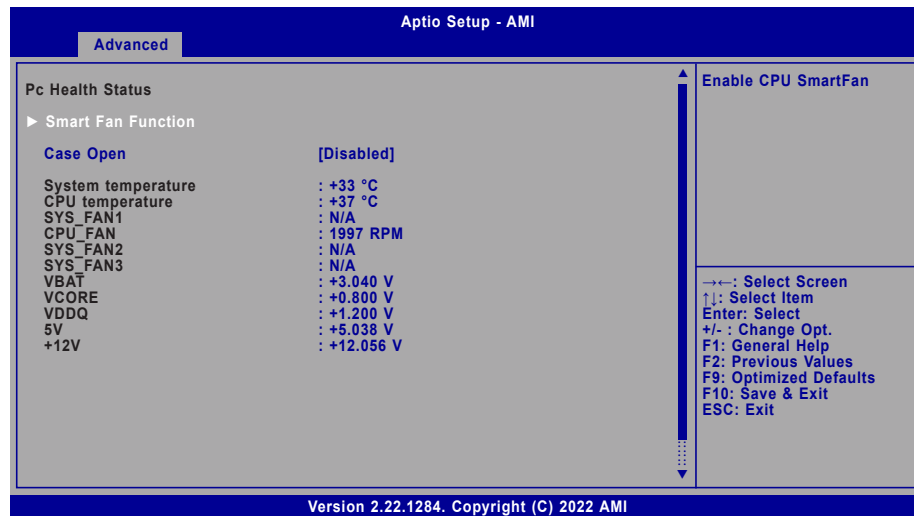 Aptio Setup - AMI
Advanced
Pc Health Status
► Smart Fan Function
Case Open [Disabled]
System temperature : +33 °C
CPU temperature : +37 °C
SYS_FAN1 : N/A
CPU_FAN : 1997 RPM
SYS_FAN2 : N/A
SYS_FAN3 : N/A
VBAT : +3.040 V
VCORE : +0.800 V
VDDQ : +1.200 V
5V : +5.038 V
+12V : +12.056 V
Enable CPU SmartFan
→←: Select Screen
↑↓: Select Item
Enter: Select
+/- : Change Opt.
F1: General Help
F2: Previous Values
F9: Optimized Defaults
F10: Save & Exit
ESC: Exit
Version 2.22.1284. Copyright (C) 2022 AMI